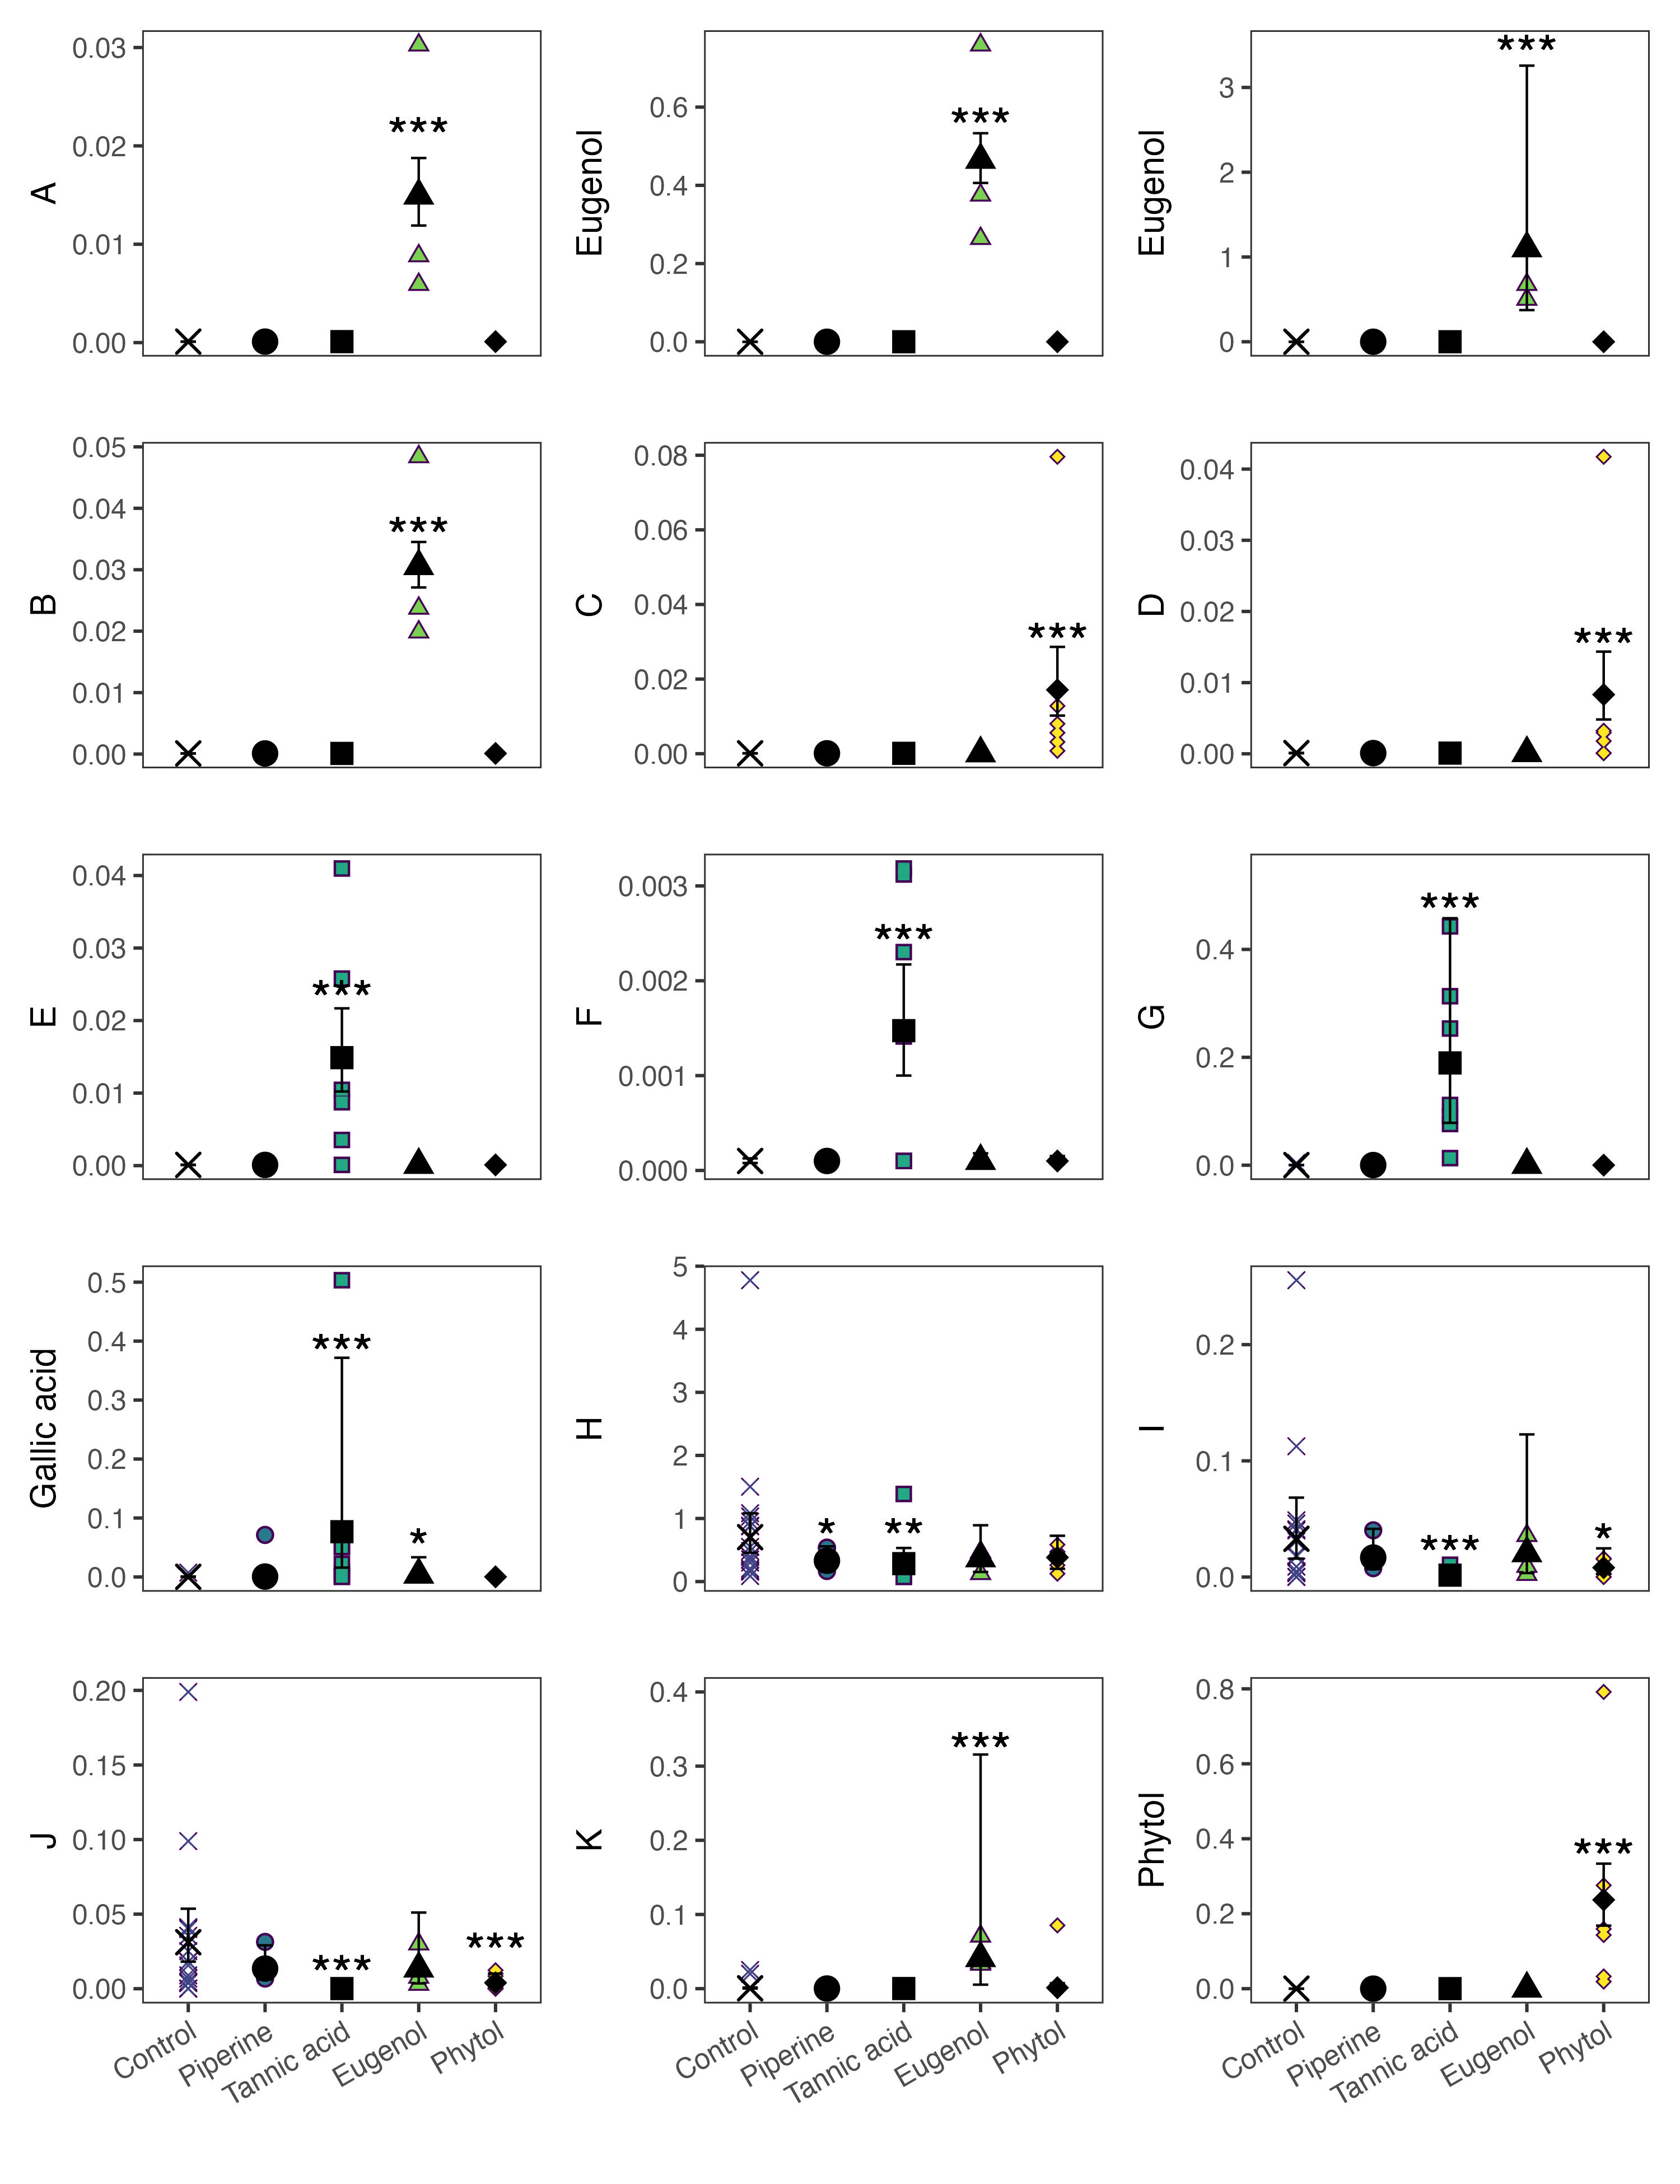 A
0.03
0.02
0.01
0.00
***
Eugenol
0.6
0.4
0.2
0.0
***
Eugenol
3
2
1
0
***
B
0.05
0.04
0.03
0.02
0.01
0.00
***
C
0.08
0.06
0.04
0.02
0.00
***
D
0.04
0.03
0.02
0.01
0.00
***
E
0.04
0.03
0.02
0.01
0.00
***
F
0.003
0.002
0.001
0.000
***
G
0.4
0.2
0.0
***
Gallic acid
0.5
0.4
0.3
0.2
0.1
0.0
***
*
H
5
4
3
2
1
0
*
**
I
0.2
0.1
0.0
***
*
J
0.20
0.15
0.10
0.05
0.00
***
***
K
0.4
0.3
0.2
0.1
0.0
***
Phytol
0.8
0.6
0.4
0.2
0.0
***
Control
Piperine
Tannic acid
Eugenol
Phytol
Control
Piperine
Tannic acid
Eugenol
Phytol
Control
Piperine
Tannic acid
Eugenol
Phytol